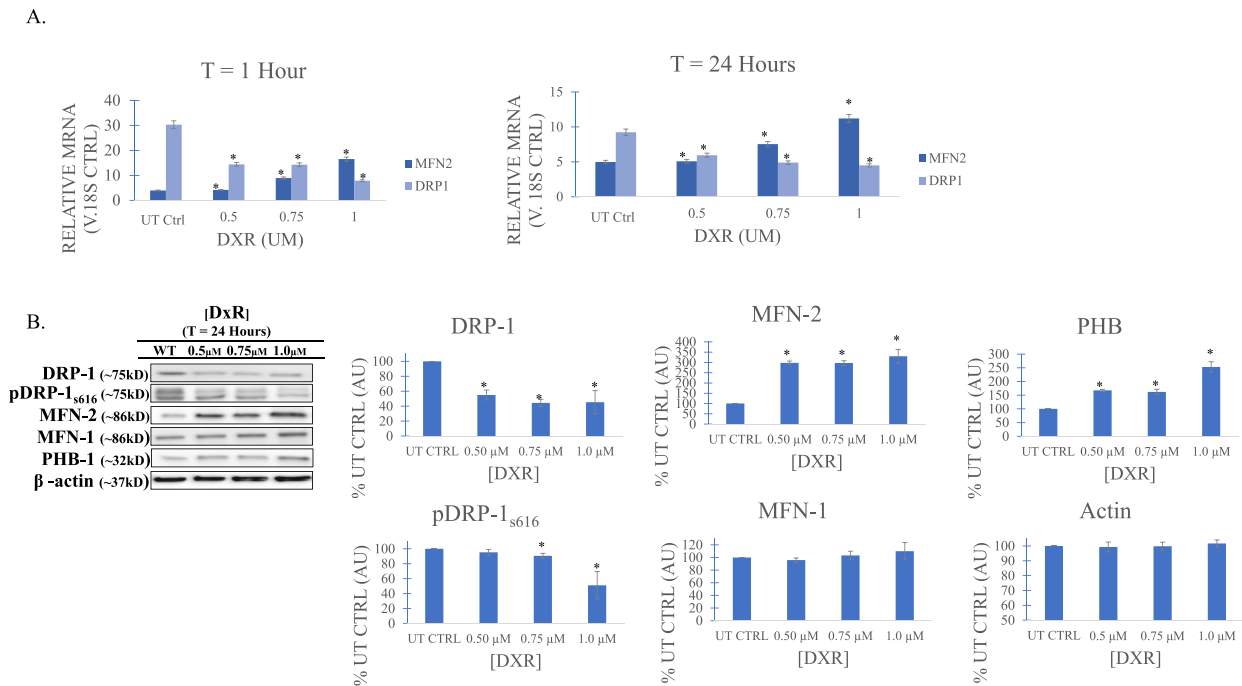 A.
T = 1 Hour
RELATIVE MRNA
(V.18S CTRL)
40
30
20
10
0
*
*
*
*
*
*
UT Ctrl
0.5
0.75
1
DXR (UM)
MFN2
DRP1
T = 24 Hours
RELATIVE MRNA
(V. 18S CTRL)
15
10
5
0
*
*
*
*
*
*
UT Ctrl
0.5
0.75
1
DXR (UM)
MFN2
DRP1
B.
[DxR]
(T = 24 Hours)
WT 0.5µM 0.75µM 1.0µM
DRP-1 (~75kD)
pDRP-1s616 (~75kD)
MFN-2 (~86kD)
MFN-1 (~86kD)
PHB-1 (~32kD)
β -actin (~37kD)
DRP-1
% UT CTRL (AU)
100
80
60
40
20
0
*
*
*
UT CTRL 0.50 µM 0.75 µM 1.0 µM
[DXR]
MFN-2
% UT CTRL (AU)
400
350
300
250
200
150
100
50
0
*
*
*
UT CTRL 0.50 µM 0.75 µM 1.0 µM
[DXR]
PHB
% UT CTRL (AU)
300
250
200
150
100
50
0
*
*
*
UT CTRL 0.50 µM 0.75 µM 1.0 µM
[DXR]
pDRP-1s616
% UT CTRL (AU)
100
80
60
40
20
0
*
*
UT CTRL 0.50 µM 0.75 µM 1.0 µM
[DXR]
MFN-1
% UT CTRL (AU)
120
100
80
60
40
20
0
UT CTRL 0.50 µM 0.75 µM 1.0 µM
[DXR]
Actin
% UT CTRL (AU)
110
100
90
80
70
60
50
UT CTRL 0.5 µM 0.75 µM 1.0 µM
[DXR]